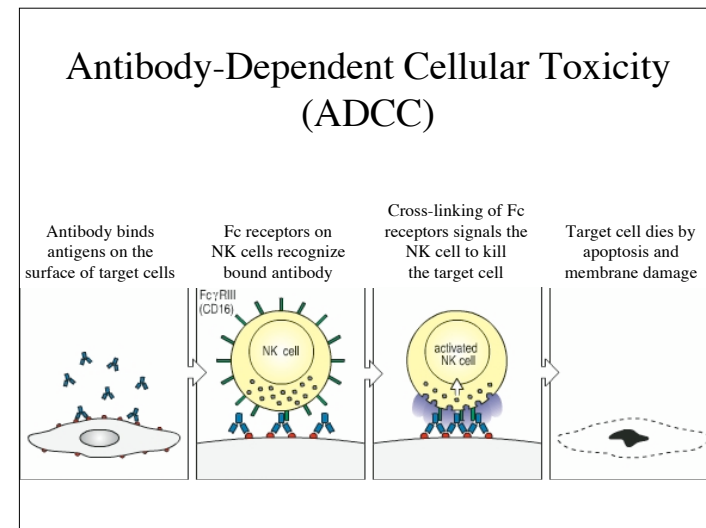 Antibody-Dependent Cellular Toxicity
(ADCC)
Antibody binds
antigens on the
surface of target cells
Fc receptors on
NK cells recognize
bound antibody
Cross-linking of Fc
receptors signals the
NK cell to kill
the target cell
Target cell dies by
apoptosis and
membrane damage
FcγRIII
(CD16)
NK cell
activated
NK cell